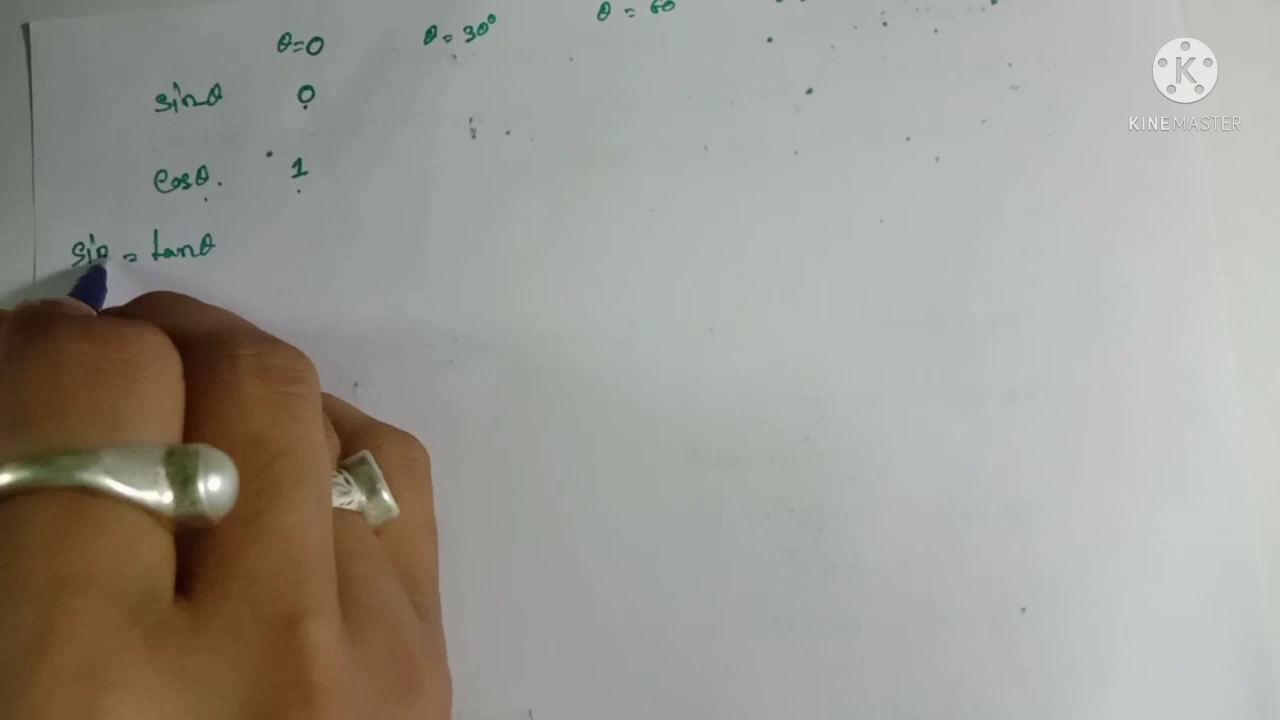 θ=0 θ = 30° θ = 60
sinθ 0
cosθ. 1
sin = tanθ
K
KINEMASTER